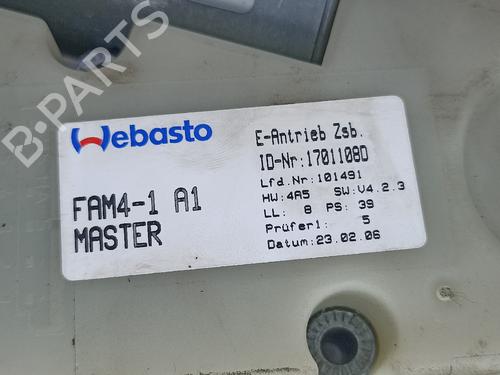 B-PARTS
Webasto
FAM4-1 A1
MASTER
E-Antrieb Zsb.
ID-Nr:1701108D
Lfd.Nr:101491
HW:4A5 SW:V4.2.3
LL: 8 PS: 39
Prüfer1: 5
Datum:23.02.06
B-PARTS